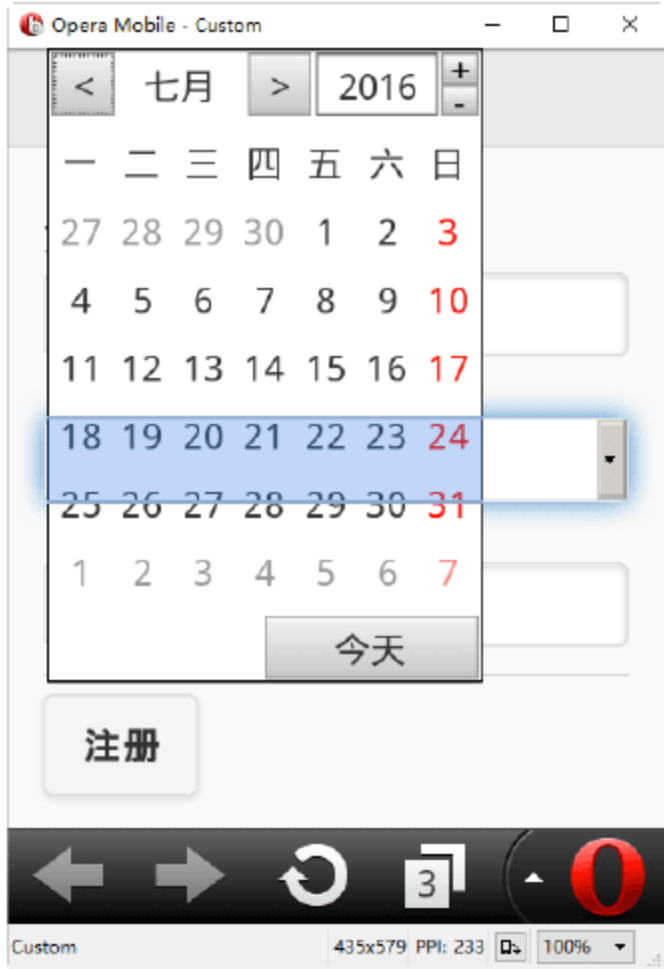 Opera Mobile - Custom
< 七月 > 2016 + -
一 二 三 四 五 六 日
27 28 29 30 1 2 3
4 5 6 7 8 9 10
11 12 13 14 15 16 17
18 19 20 21 22 23 24
25 26 27 28 29 30 31
1 2 3 4 5 6 7
今天
注册
3
Custom 435x579 PPI: 233 100%